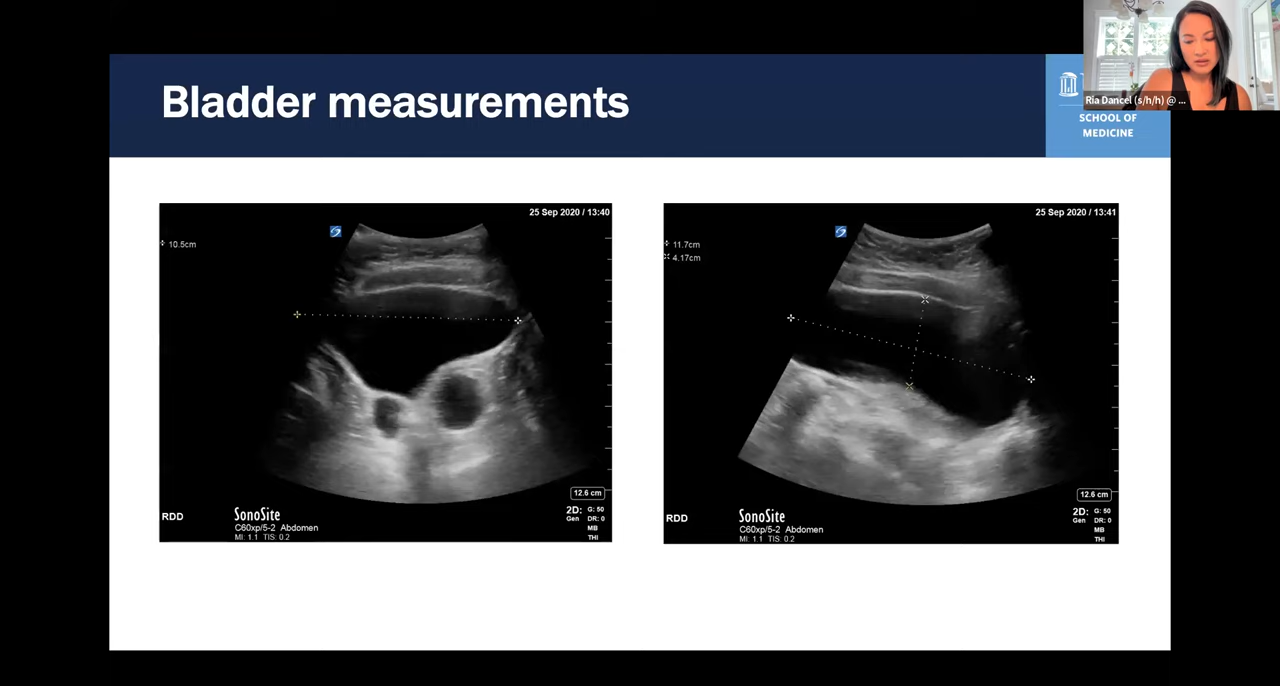 Bladder measurements
Ria Dancel (s/h/h) @ ...
SCHOOL OF
MEDICINE
25 Sep 2020 / 13:40
10.5cm
12.6 cm
RDD
SonoSite
C60xp/5-2 Abdomen
MI: 1.1 TIS: 0.2
2D: G: 50
Gen DR: 0
MB
THI
25 Sep 2020 / 13:41
11.7cm
4.17cm
12.6 cm
RDD
SonoSite
C60xp/5-2 Abdomen
MI: 1.1 TIS: 0.2
2D: G: 50
Gen DR: 0
MB
THI